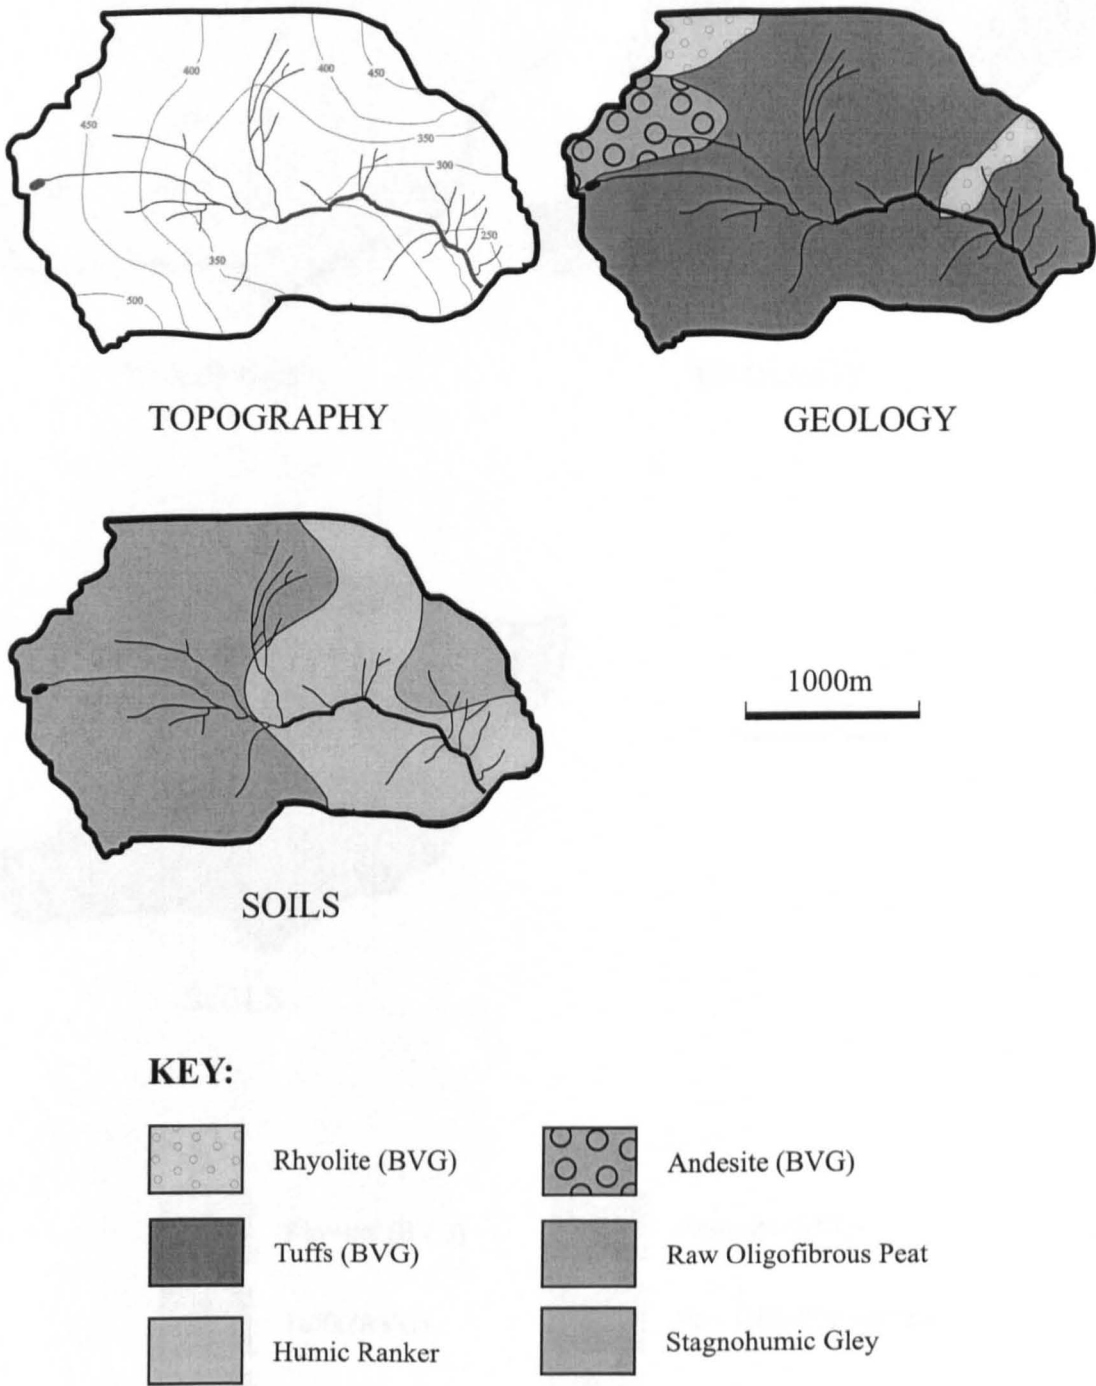 400
400
450
450
350
300
250
350
500
TOPOGRAPHY
GEOLOGY
1000m
SOILS
KEY:
Rhyolite (BVG)
Andesite (BVG)
Tuffs (BVG)
Raw Oligofibrous Peat
Humic Ranker
Stagnohumic Gley